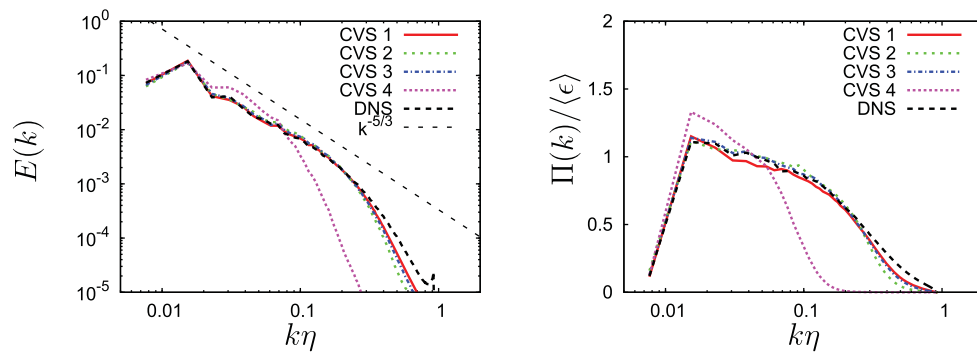 10^0
10^-1
10^-2
10^-3
10^-4
10^-5
E(k)
0.01
0.1
1
kη
CVS 1
CVS 2
CVS 3
CVS 4
DNS
k^-5/3
2
1.5
1
0.5
0
Π(k)/⟨ϵ⟩
0.01
0.1
1
kη
CVS 1
CVS 2
CVS 3
CVS 4
DNS